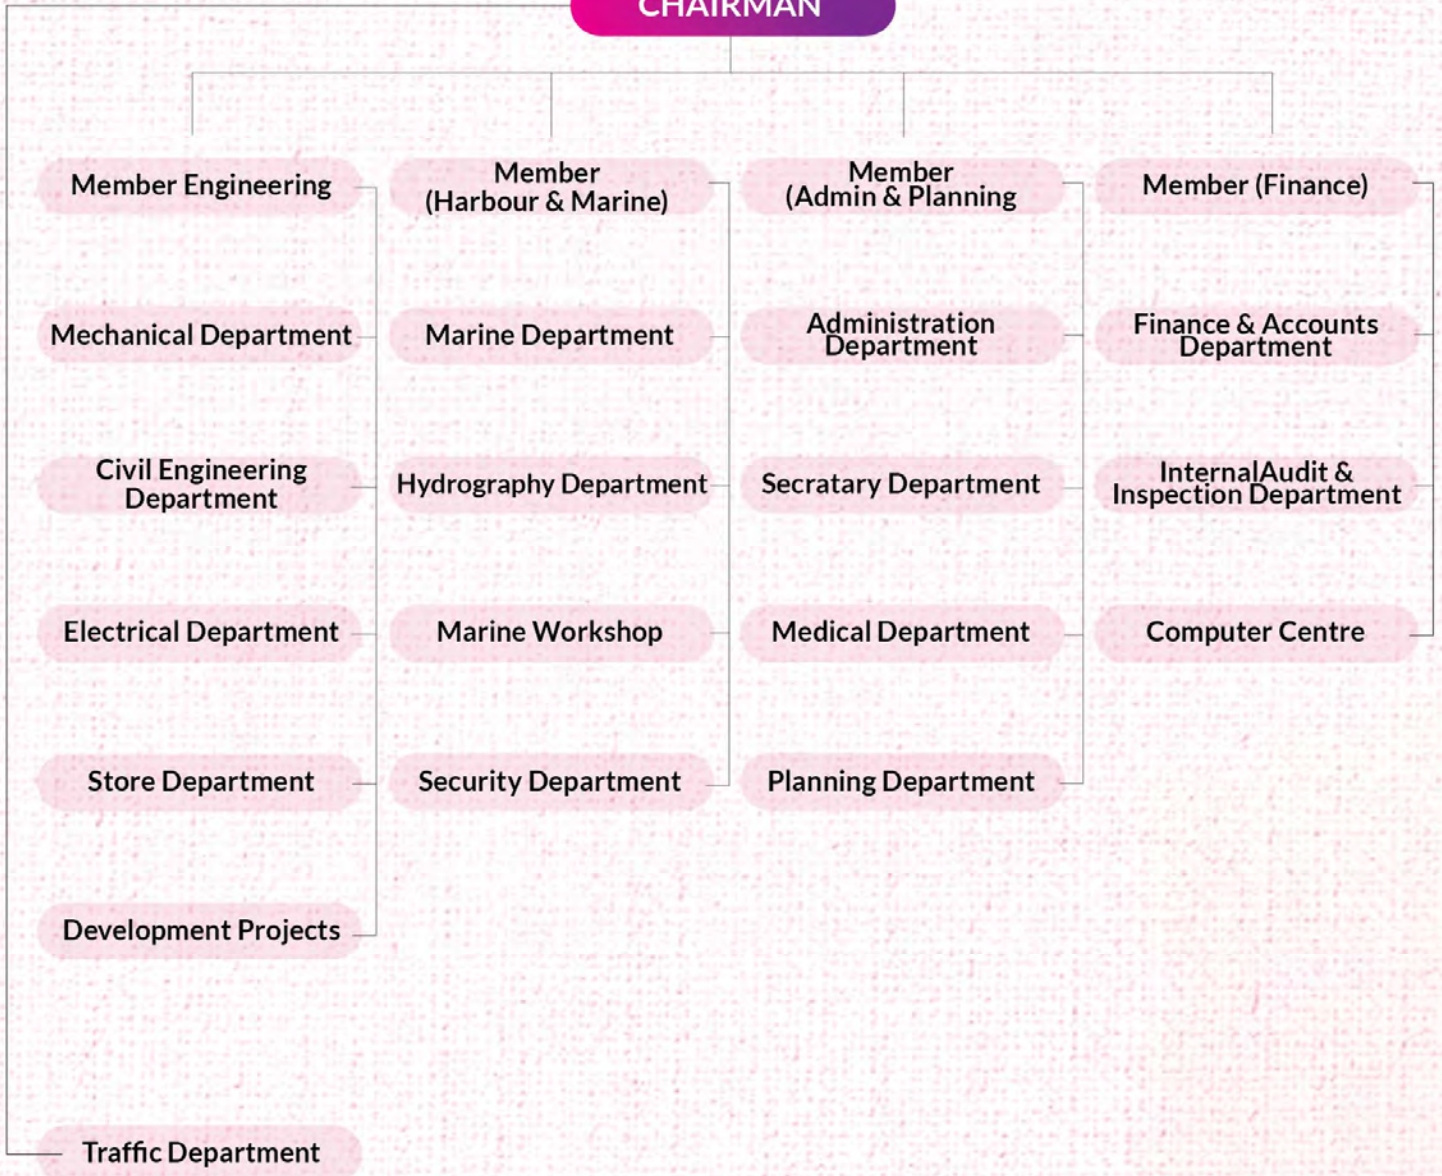 CHAIRMAN
Member Engineering
Mechanical Department
Civil Engineering
Department
Electrical Department
Store Department
Development Projects
Traffic Department
Member
(Harbour & Marine)
Marine Department
Hydrography Department
Marine Workshop
Security Department
Member
(Admin & Planning
Administration
Department
Secratary Department
Medical Department
Planning Department
Member (Finance)
Finance & Accounts
Department
InternalAudit &
Inspection Department
Computer Centre